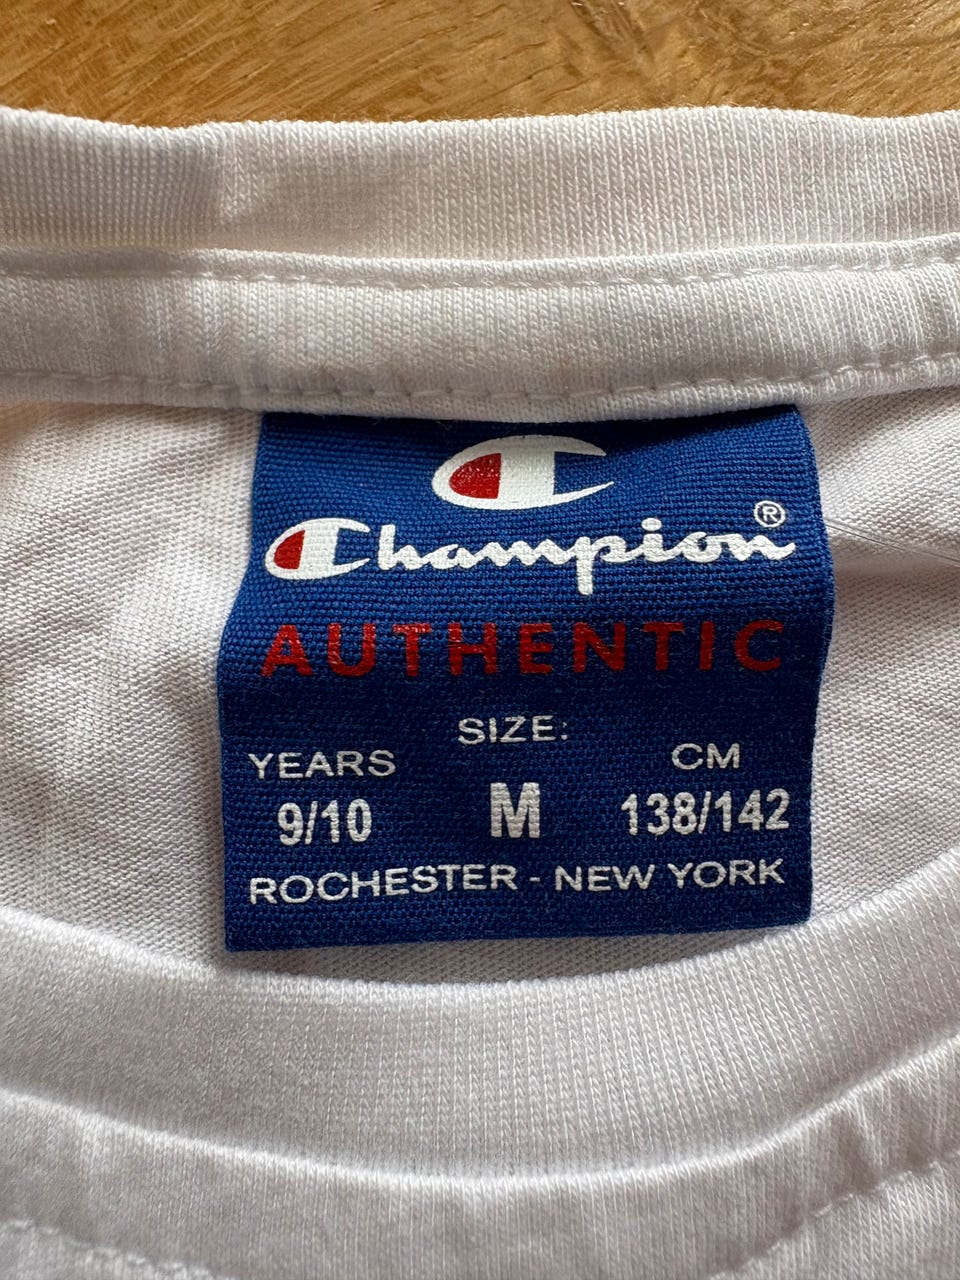 Champion®
AUTHENTIC
SIZE:
YEARS CM
9/10 M 138/142
ROCHESTER - NEW YORK